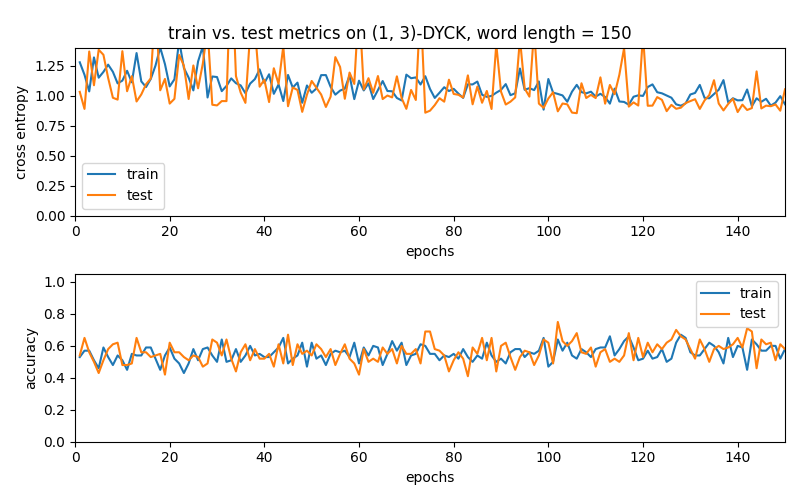 train vs. test metrics on (1, 3)-DYCK, word length = 150
cross entropy
1.25
1.00
0.75
0.50
0.25
0.00
train
test
0 20 40 60 80 100 120 140
epochs
accuracy
1.0
0.8
0.6
0.4
0.2
0.0
train
test
0 20 40 60 80 100 120 140
epochs